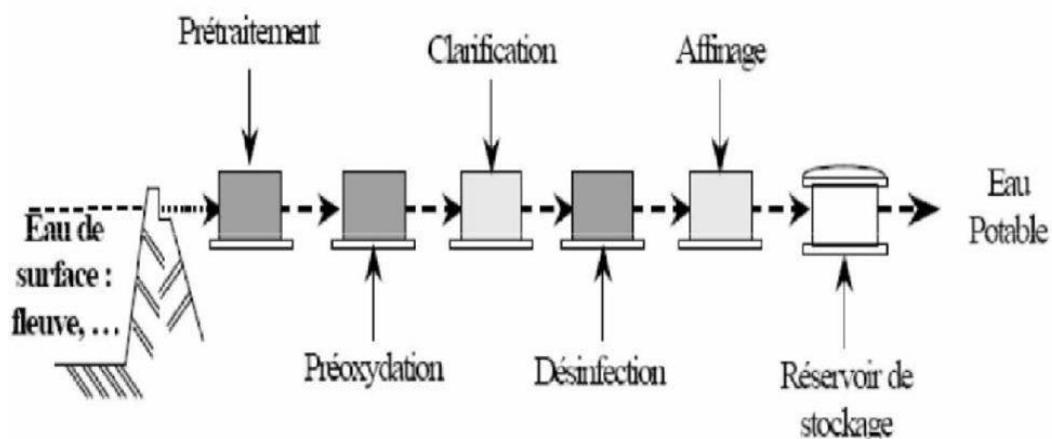 Prétraitement
Clarification
Affinage
Eau de
surface :
fleuve, …
Eau
Potable
Préoxydation
Désinfection
Réservoir de
stockage